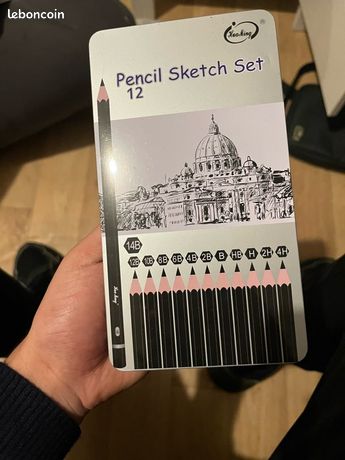 leboncoin
Pencil Sketch Set
12
14B
12B 10B 8B 6B 4B 2B B HB H 2H 4H